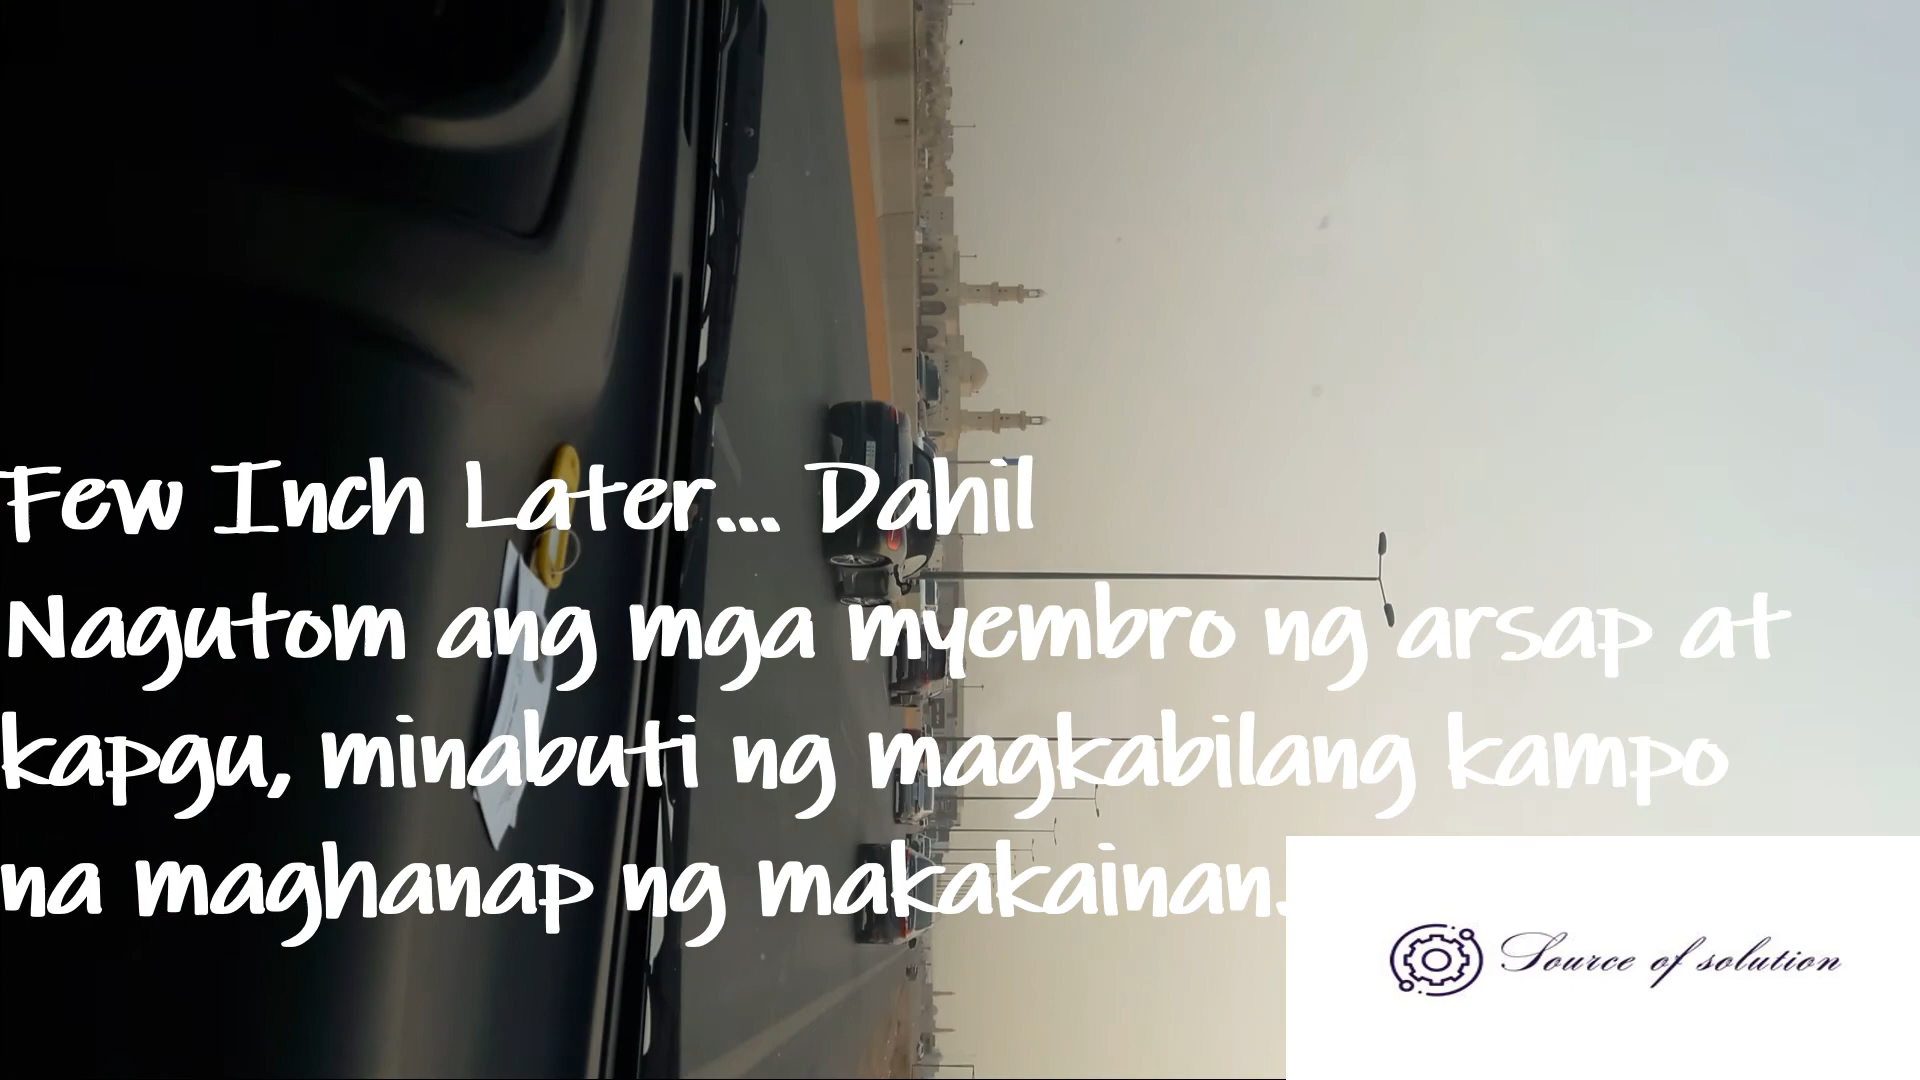 Few Inch Later... Dahil
Nagutom ang mga myembro ng arsap at
kapgu, minabuti ng magkabilang kampo
na maghanap ng makakainan.
Source of solution